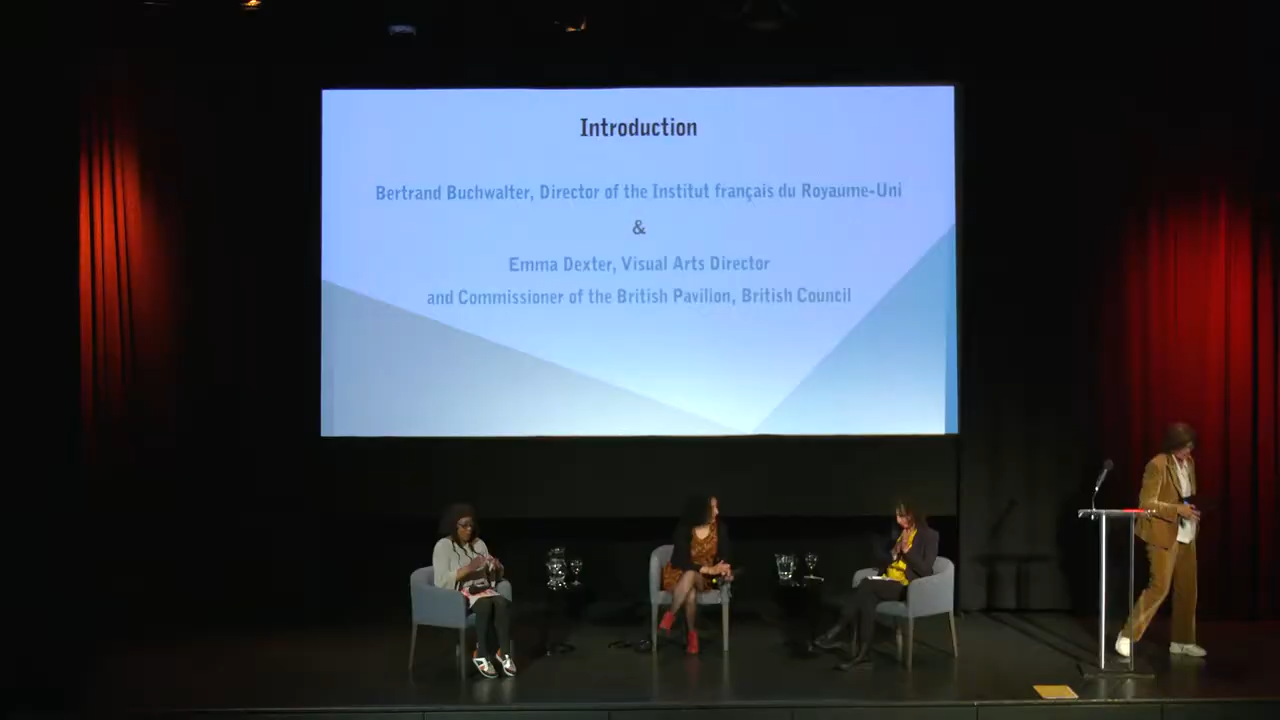 Introduction
Bertrand Buchwalter, Director of the Institut français du Royaume-Uni
&
Emma Dexter, Visual Arts Director
and Commissioner of the British Pavilion, British Council